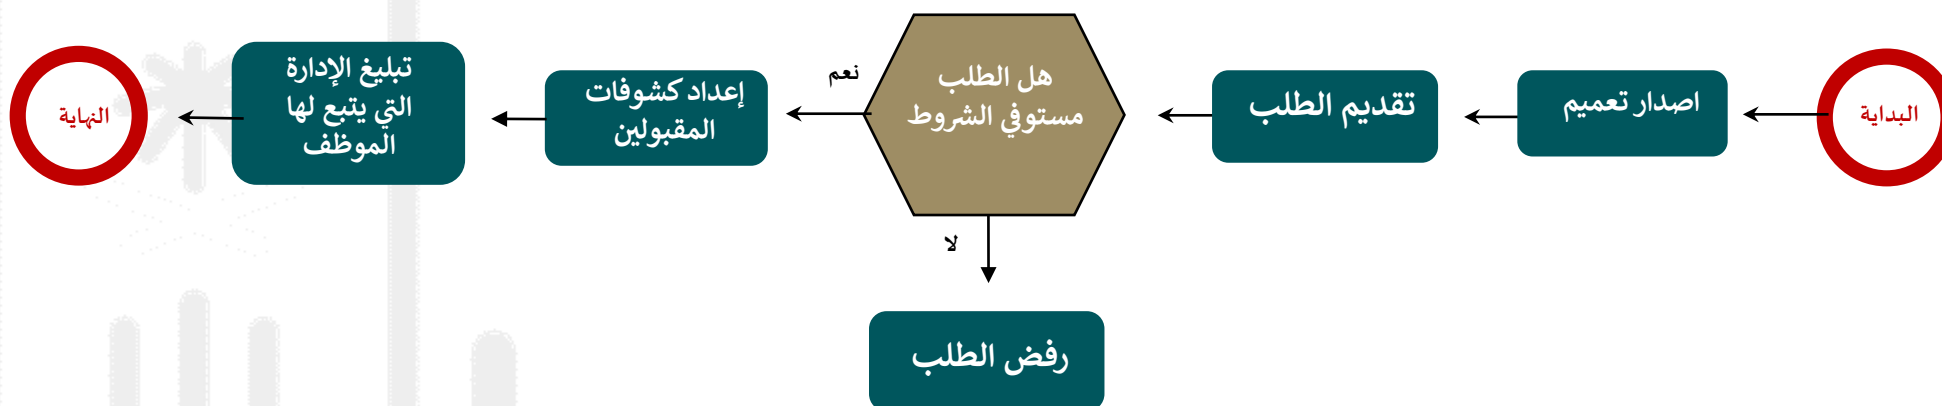 البداية
اصدار تعميم
تقديم الطلب
هل الطلب
مستوفي الشروط
نعم
إعداد كشوفات
المقبولين
تبليغ الإدارة
التي يتبع لها
الموظف
النهاية
لا
رفض الطلب